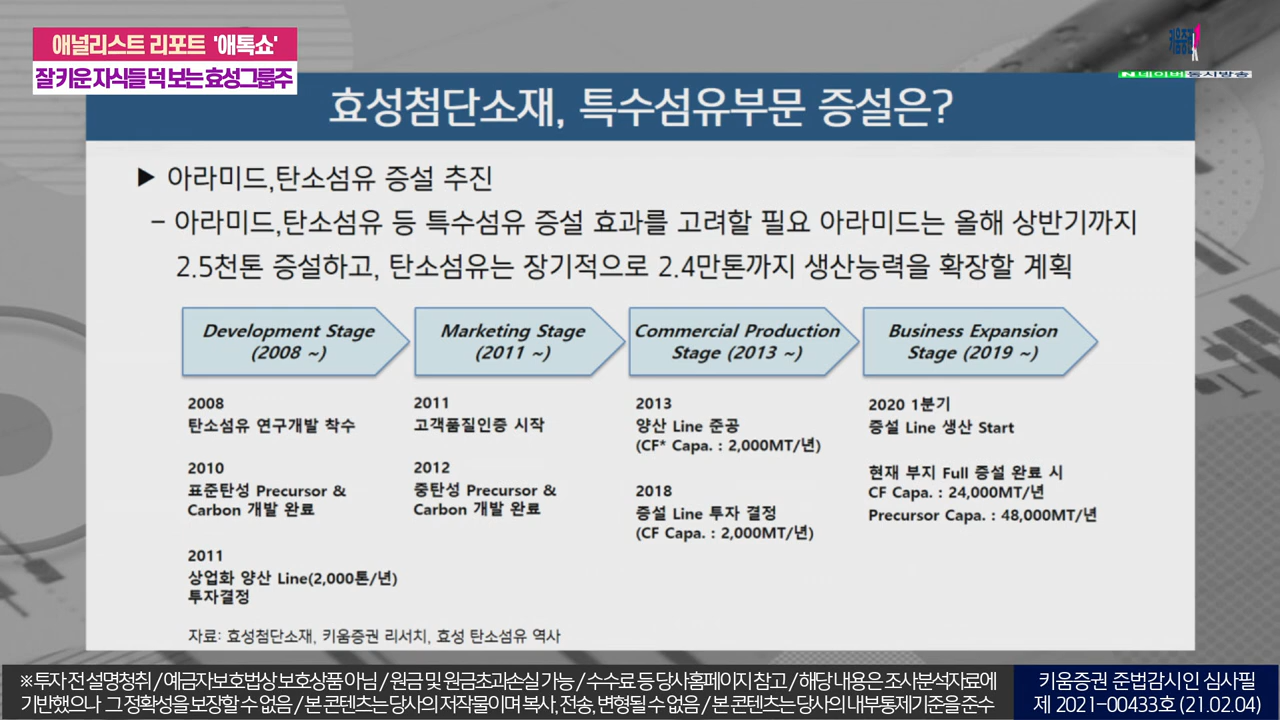 애널리스트 리포트 '애톡쇼'
잘 키운 자식들 덕 보는 효성그룹주
키움증권
효성첨단소재, 특수섬유부문 증설은?
▶ 아라미드,탄소섬유 증설 추진
– 아라미드,탄소섬유 등 특수섬유 증설 효과를 고려할 필요 아라미드는 올해 상반기까지
2.5천톤 증설하고, 탄소섬유는 장기적으로 2.4만톤까지 생산능력을 확장할 계획
Development Stage
(2008 ~)
Marketing Stage
(2011 ~)
Commercial Production
Stage (2013 ~)
Business Expansion
Stage (2019 ~)
2008
탄소섬유 연구개발 착수
2010
표준탄성 Precursor &
Carbon 개발 완료
2011
상업화 양산 Line(2,000톤/년)
투자결정
2011
고객품질인증 시작
2012
중탄성 Precursor &
Carbon 개발 완료
2013
양산 Line 준공
(CF* Capa. : 2,000MT/년)
2018
증설 Line 투자 결정
(CF Capa. : 2,000MT/년)
2020 1분기
증설 Line 생산 Start
현재 부지 Full 증설 완료 시
CF Capa. : 24,000MT/년
Precursor Capa. : 48,000MT/년
자료: 효성첨단소재, 키움증권 리서치, 효성 탄소섬유 역사
※ 투자 전 설명청취 / 예금자보호법상 보호상품 아님 / 원금 및 원금초과손실 가능 / 수수료 등 당사홈페이지 참고 / 해당 내용은 조사분석자료에
기반했으나 그 정확성을 보장할 수 없음 / 본 콘텐츠는 당사의 저작물이며 복사, 전송, 변형될 수 없음 / 본 콘텐츠는 당사의 내부통제기준을 준수
키움증권 준법감시인 심사필
제 2021-00433호 (21.02.04)